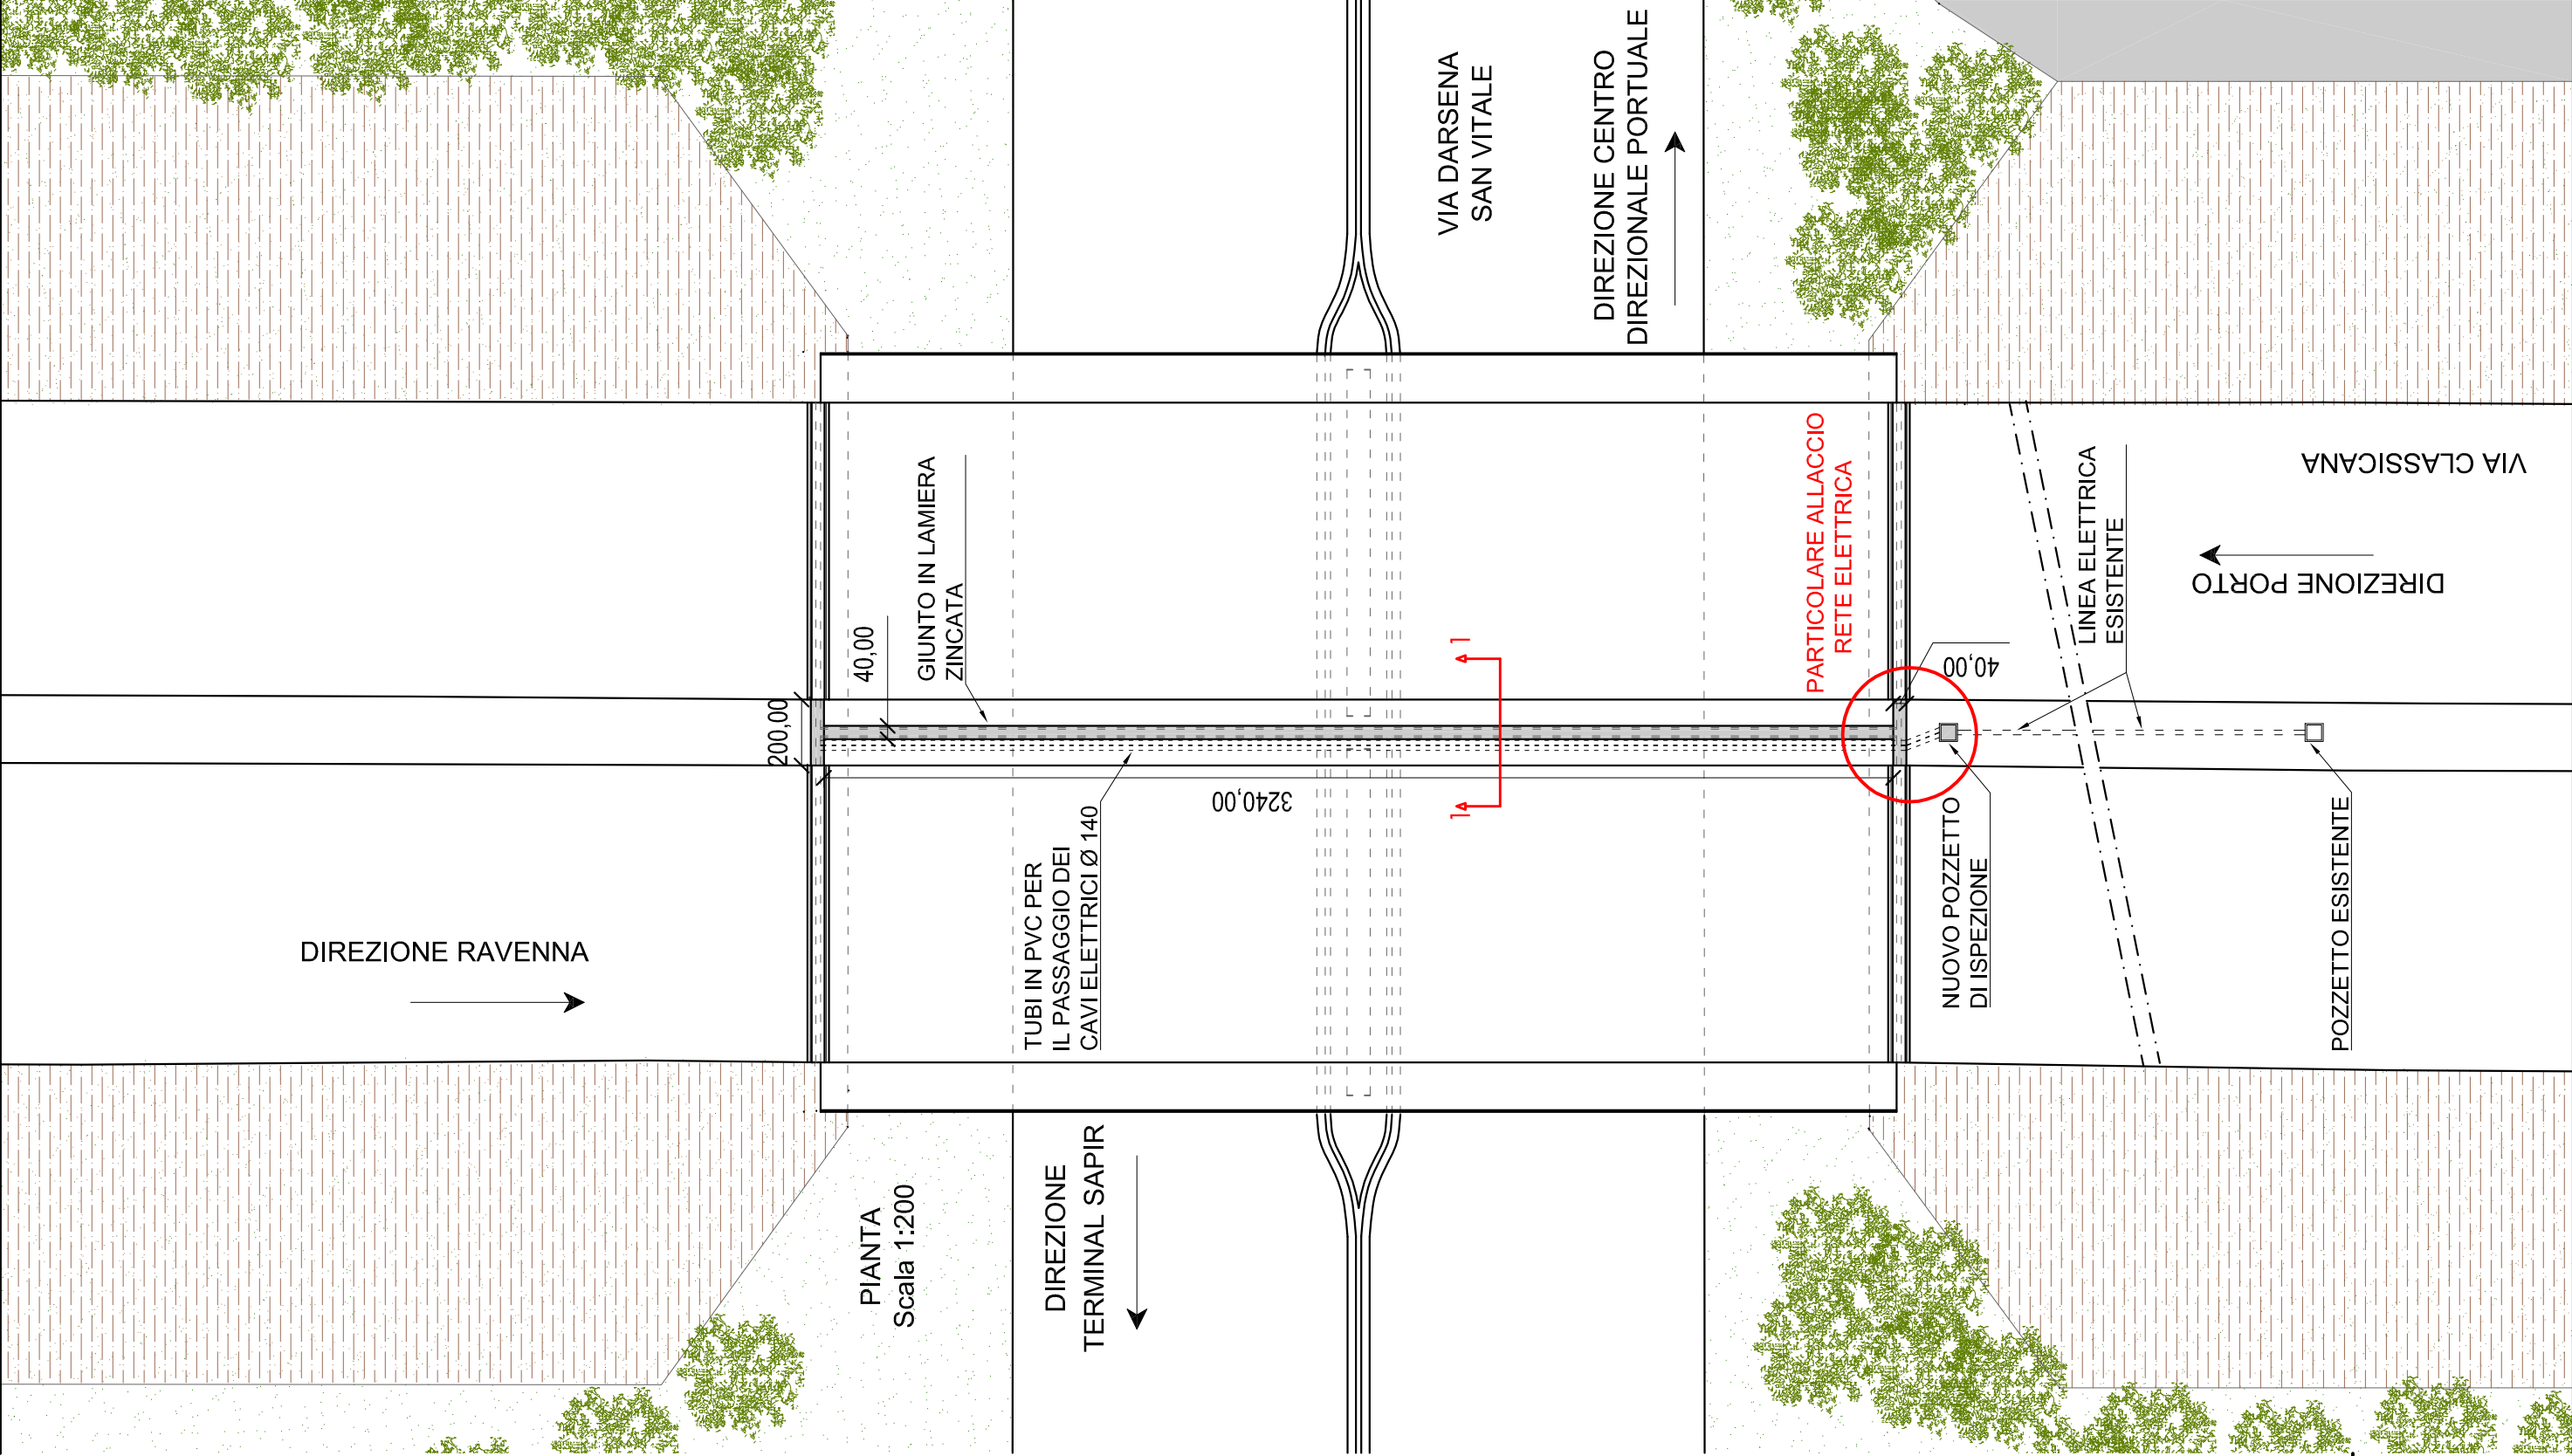 VIA DARSENA
SAN VITALE
DIREZIONE CENTRO
DIREZIONALE PORTUALE
VIA CLASSICANA
DIREZIONE PORTO
LINEA ELETTRICA
ESISTENTE
PARTICOLARE ALLACCIO
RETE ELETTRICA
GIUNTO IN LAMIERA
ZINCATA
40,00
200,00
40,00
3240,00
1
1
TUBI IN PVC PER
IL PASSAGGIO DEI
CAVI ELETTRICI Ø 140
NUOVO POZZETTO
DI ISPEZIONE
POZZETTO ESISTENTE
DIREZIONE RAVENNA
PIANTA
Scala 1:200
DIREZIONE
TERMINAL SAPIR